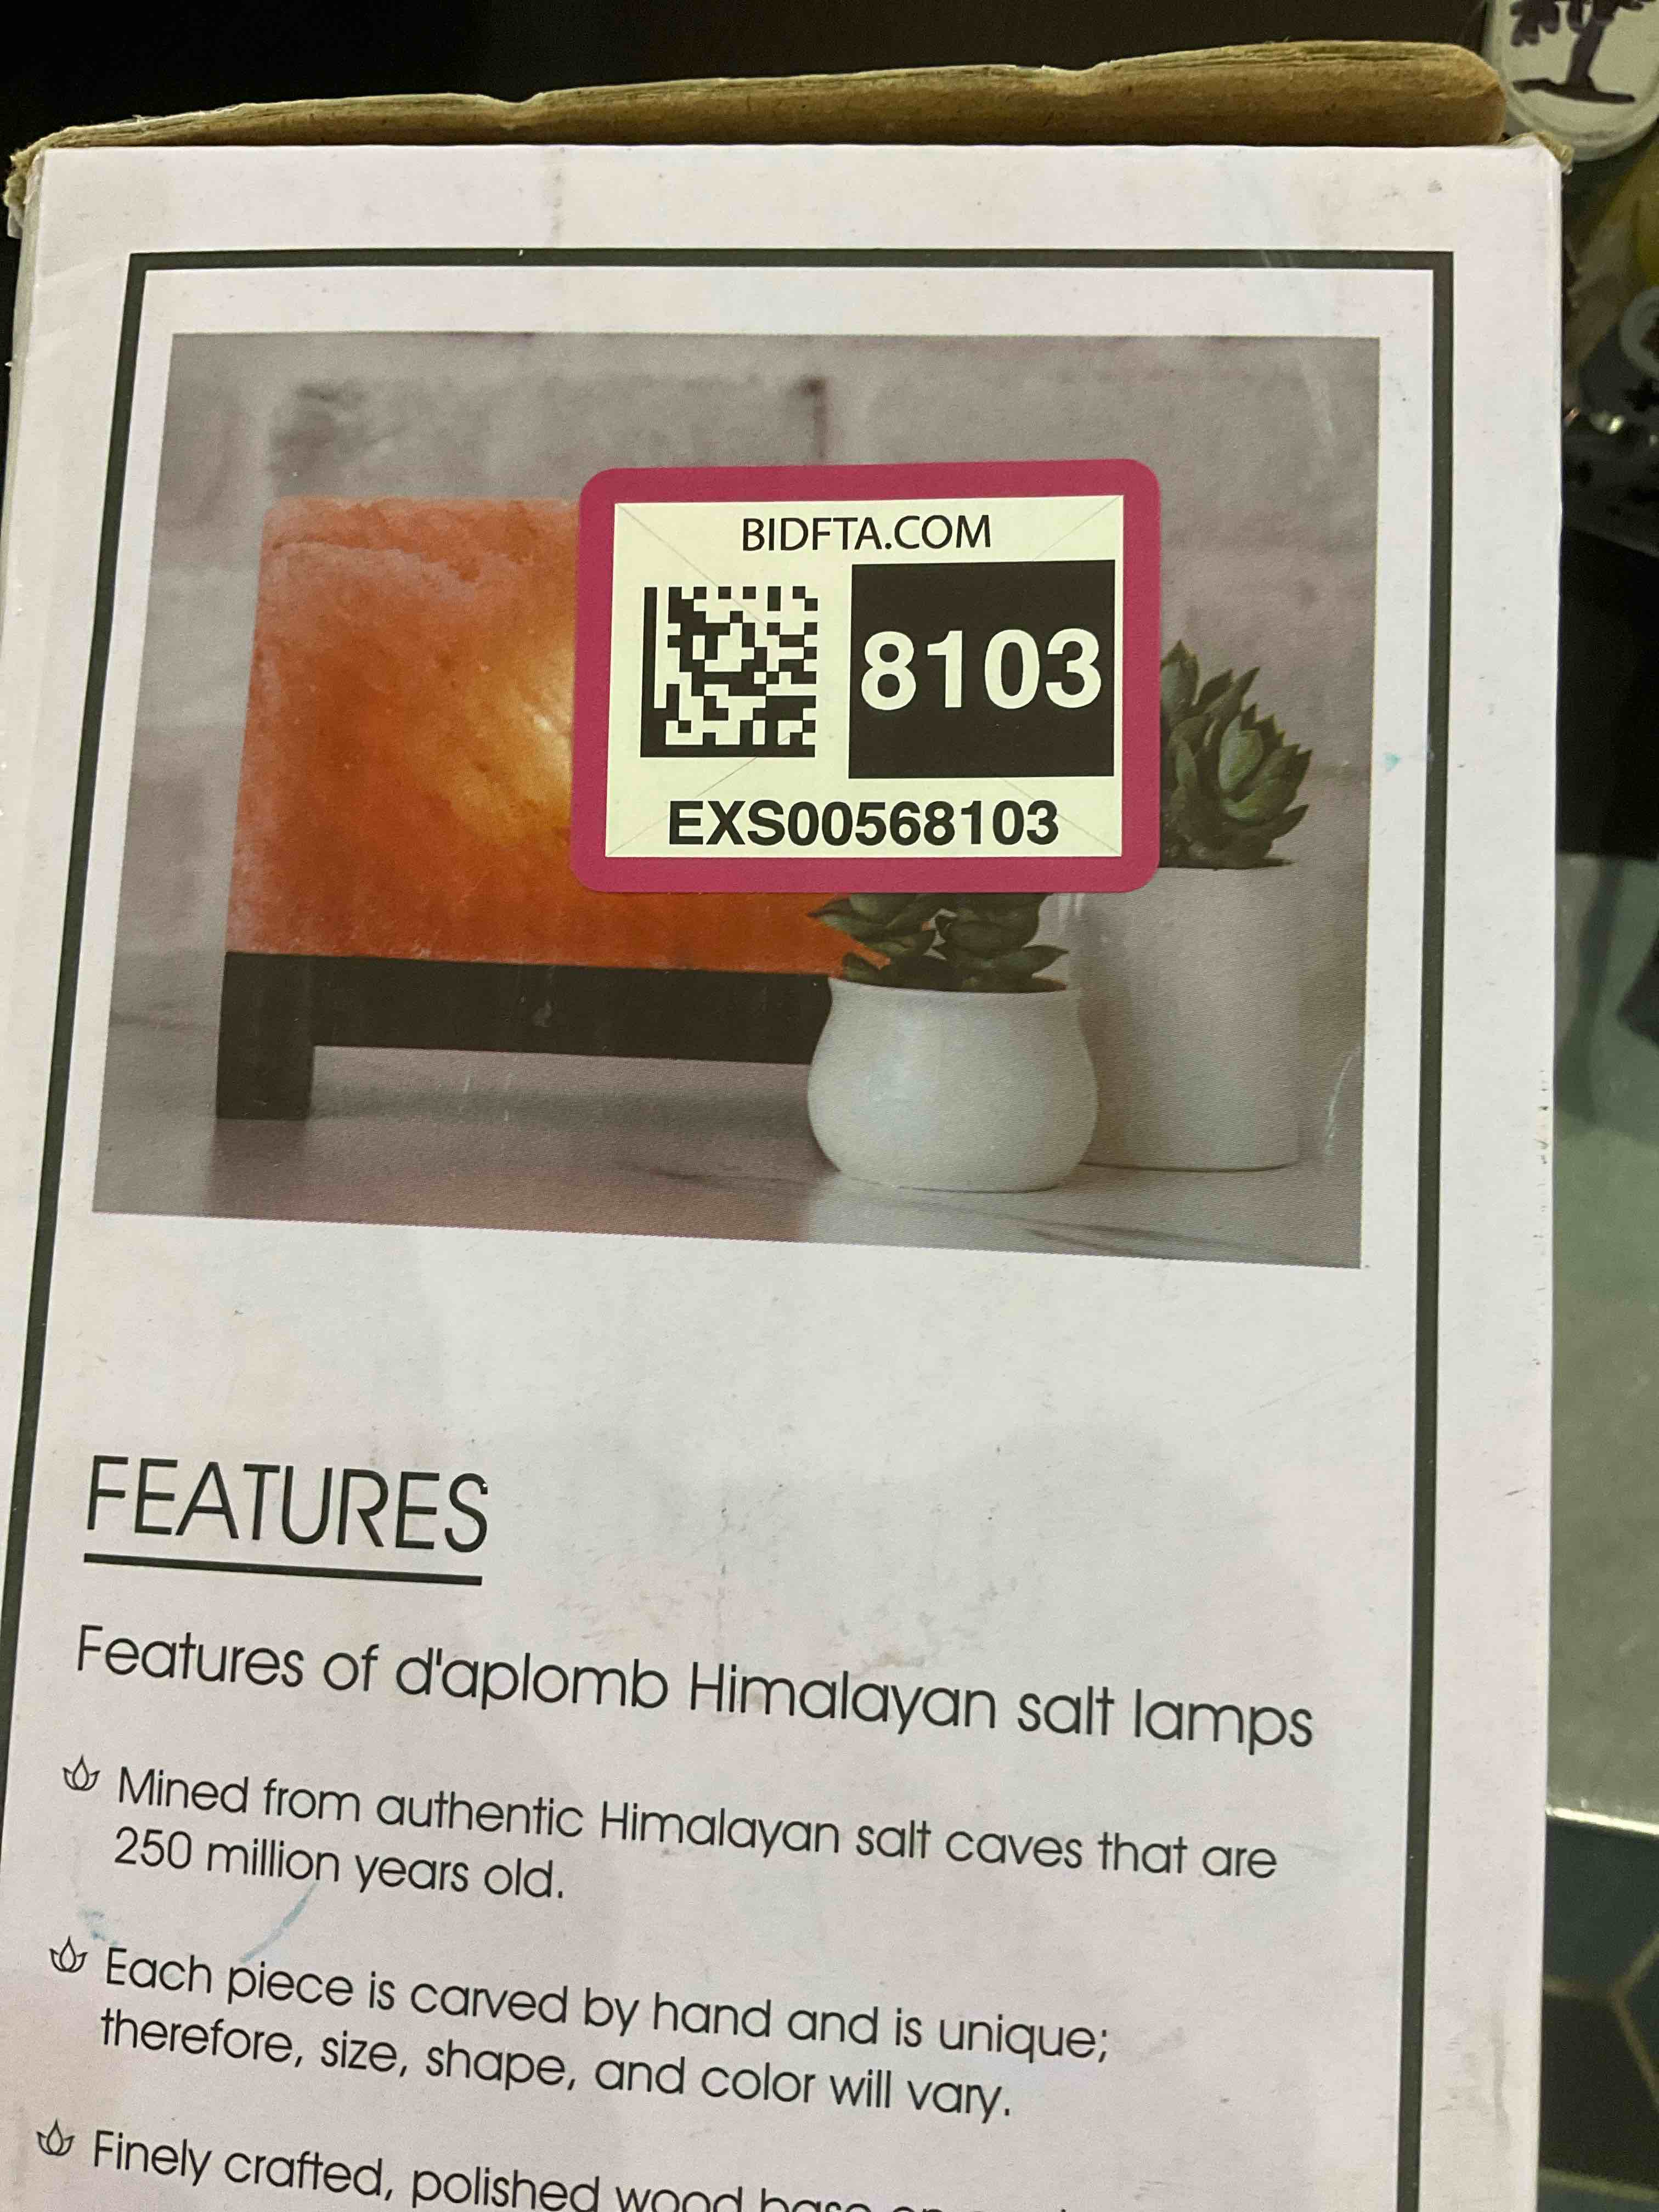 BIDFTA.COM
8103
EXS00568103
FEATURES
Features of d'aplomb Himalayan salt lamps
Mined from authentic Himalayan salt caves that are
250 million years old.
Each piece is carved by hand and is unique;
therefore, size, shape, and color will vary.
Finely crafted, polished wood base